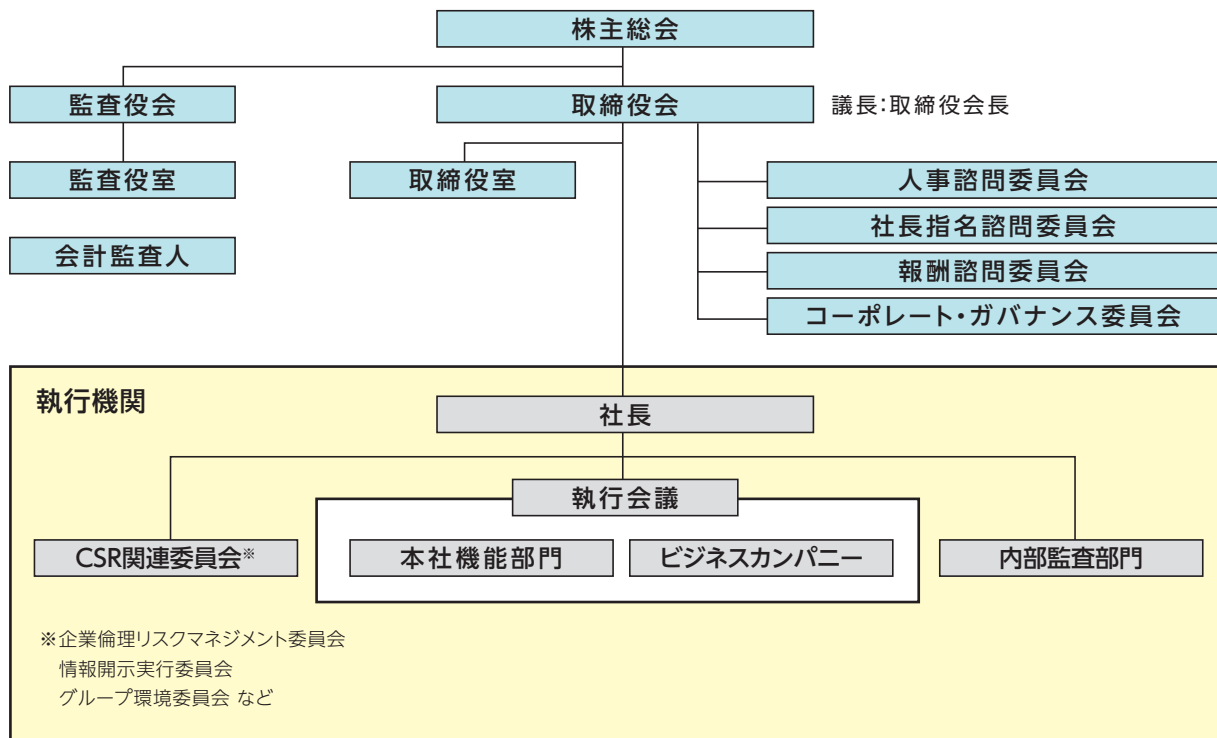 株主総会
監査役会
取締役会
議長:取締役会長
監査役室
取締役室
人事諮問委員会
社長指名諮問委員会
会計監査人
報酬諮問委員会
コーポレート・ガバナンス委員会
執行機関
社長
執行会議
CSR関連委員会※
本社機能部門
ビジネスカンパニー
内部監査部門
※企業倫理リスクマネジメント委員会
情報開示実行委員会
グループ環境委員会 など